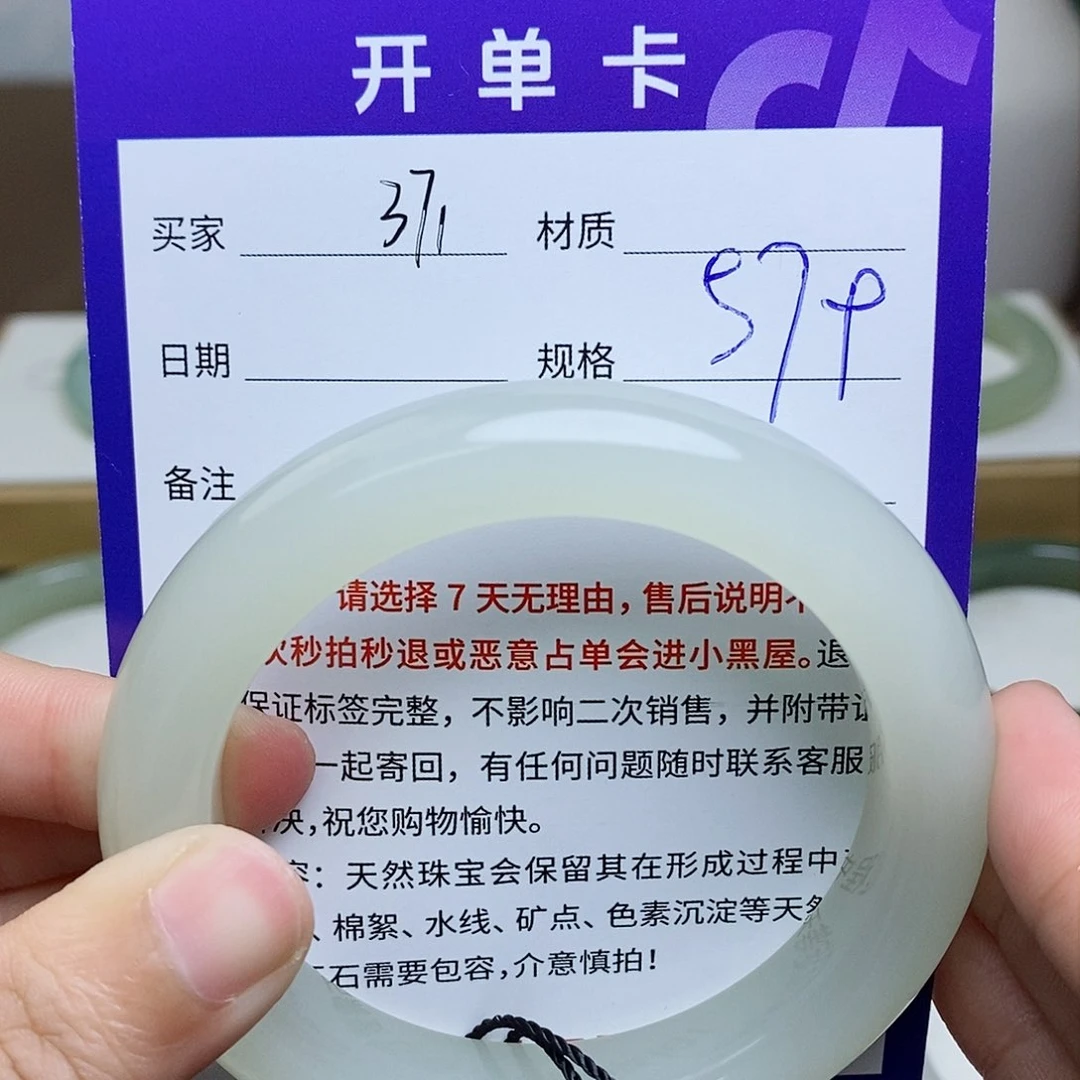 开单卡
买家 371 材质
日期 规格 57
备注
请选择 7 天无理由，售后说明
秒拍秒退或恶意占单会进小黑屋。退
保证标签完整，不影响二次销售，并附带
一起寄回，有任何问题随时联系客服
决，祝您购物愉快。
容：天然珠宝会保留其在形成过程中
、棉絮、水线、矿点、色素沉淀等天然
石需要包容，介意慎拍！